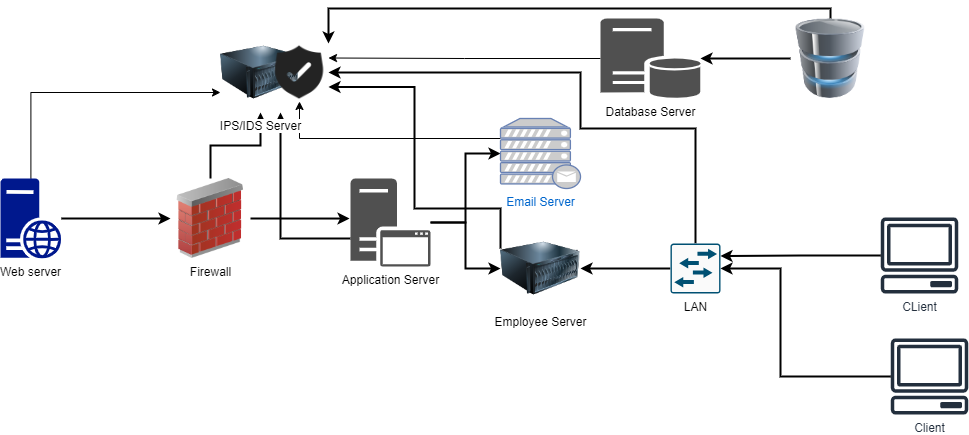 Database Server
IPS/IDS Server
Email Server
Web server
Firewall
Application Server
LAN
CLient
Employee Server
Client